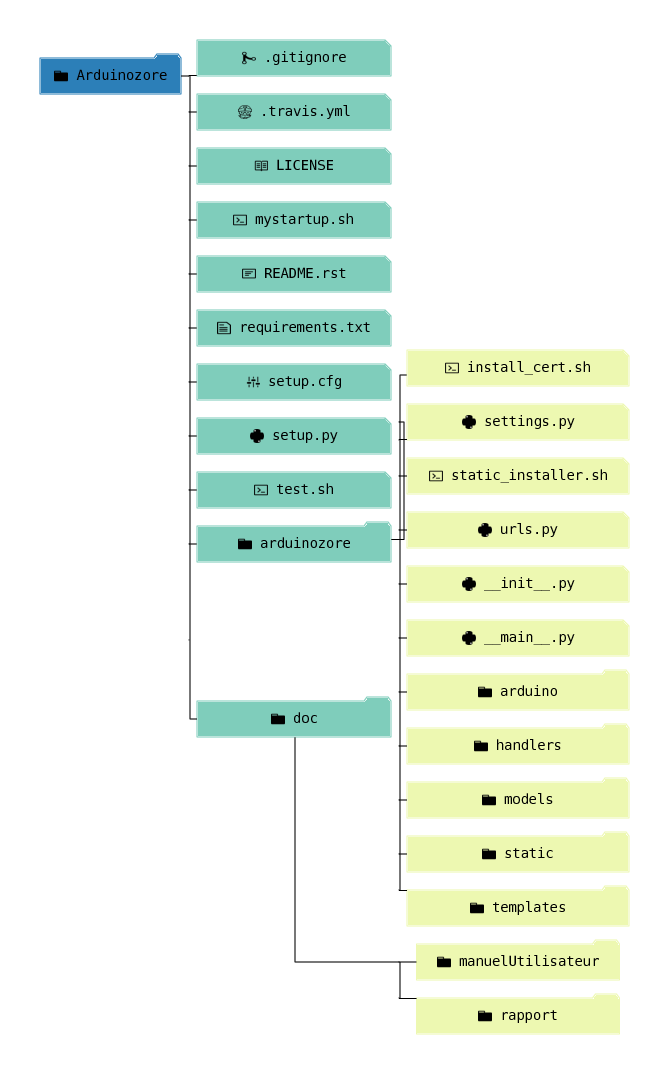 Arduinozore
.gitignore
.travis.yml
LICENSE
mystartup.sh
README.rst
requirements.txt
setup.cfg
setup.py
test.sh
arduinozore
install_cert.sh
settings.py
static_installer.sh
urls.py
__init__.py
__main__.py
arduino
handlers
models
static
templates
doc
manuelUtilisateur
rapport